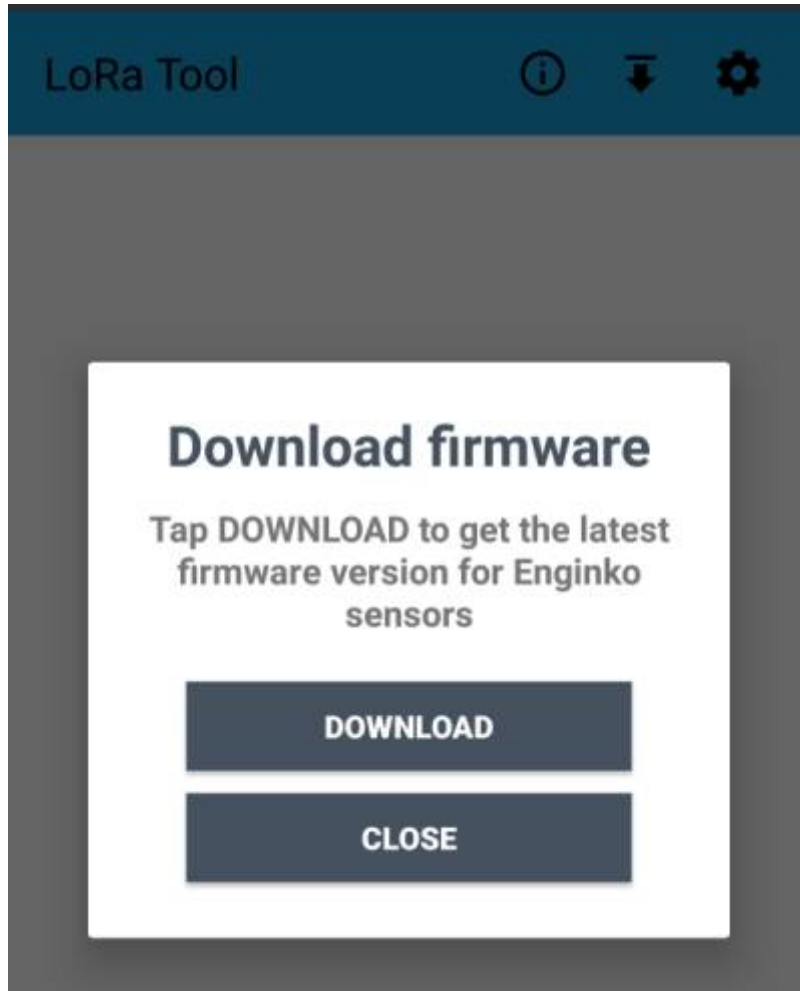 LoRa Tool
Download firmware
Tap DOWNLOAD to get the latest
firmware version for Enginko
sensors
DOWNLOAD
CLOSE